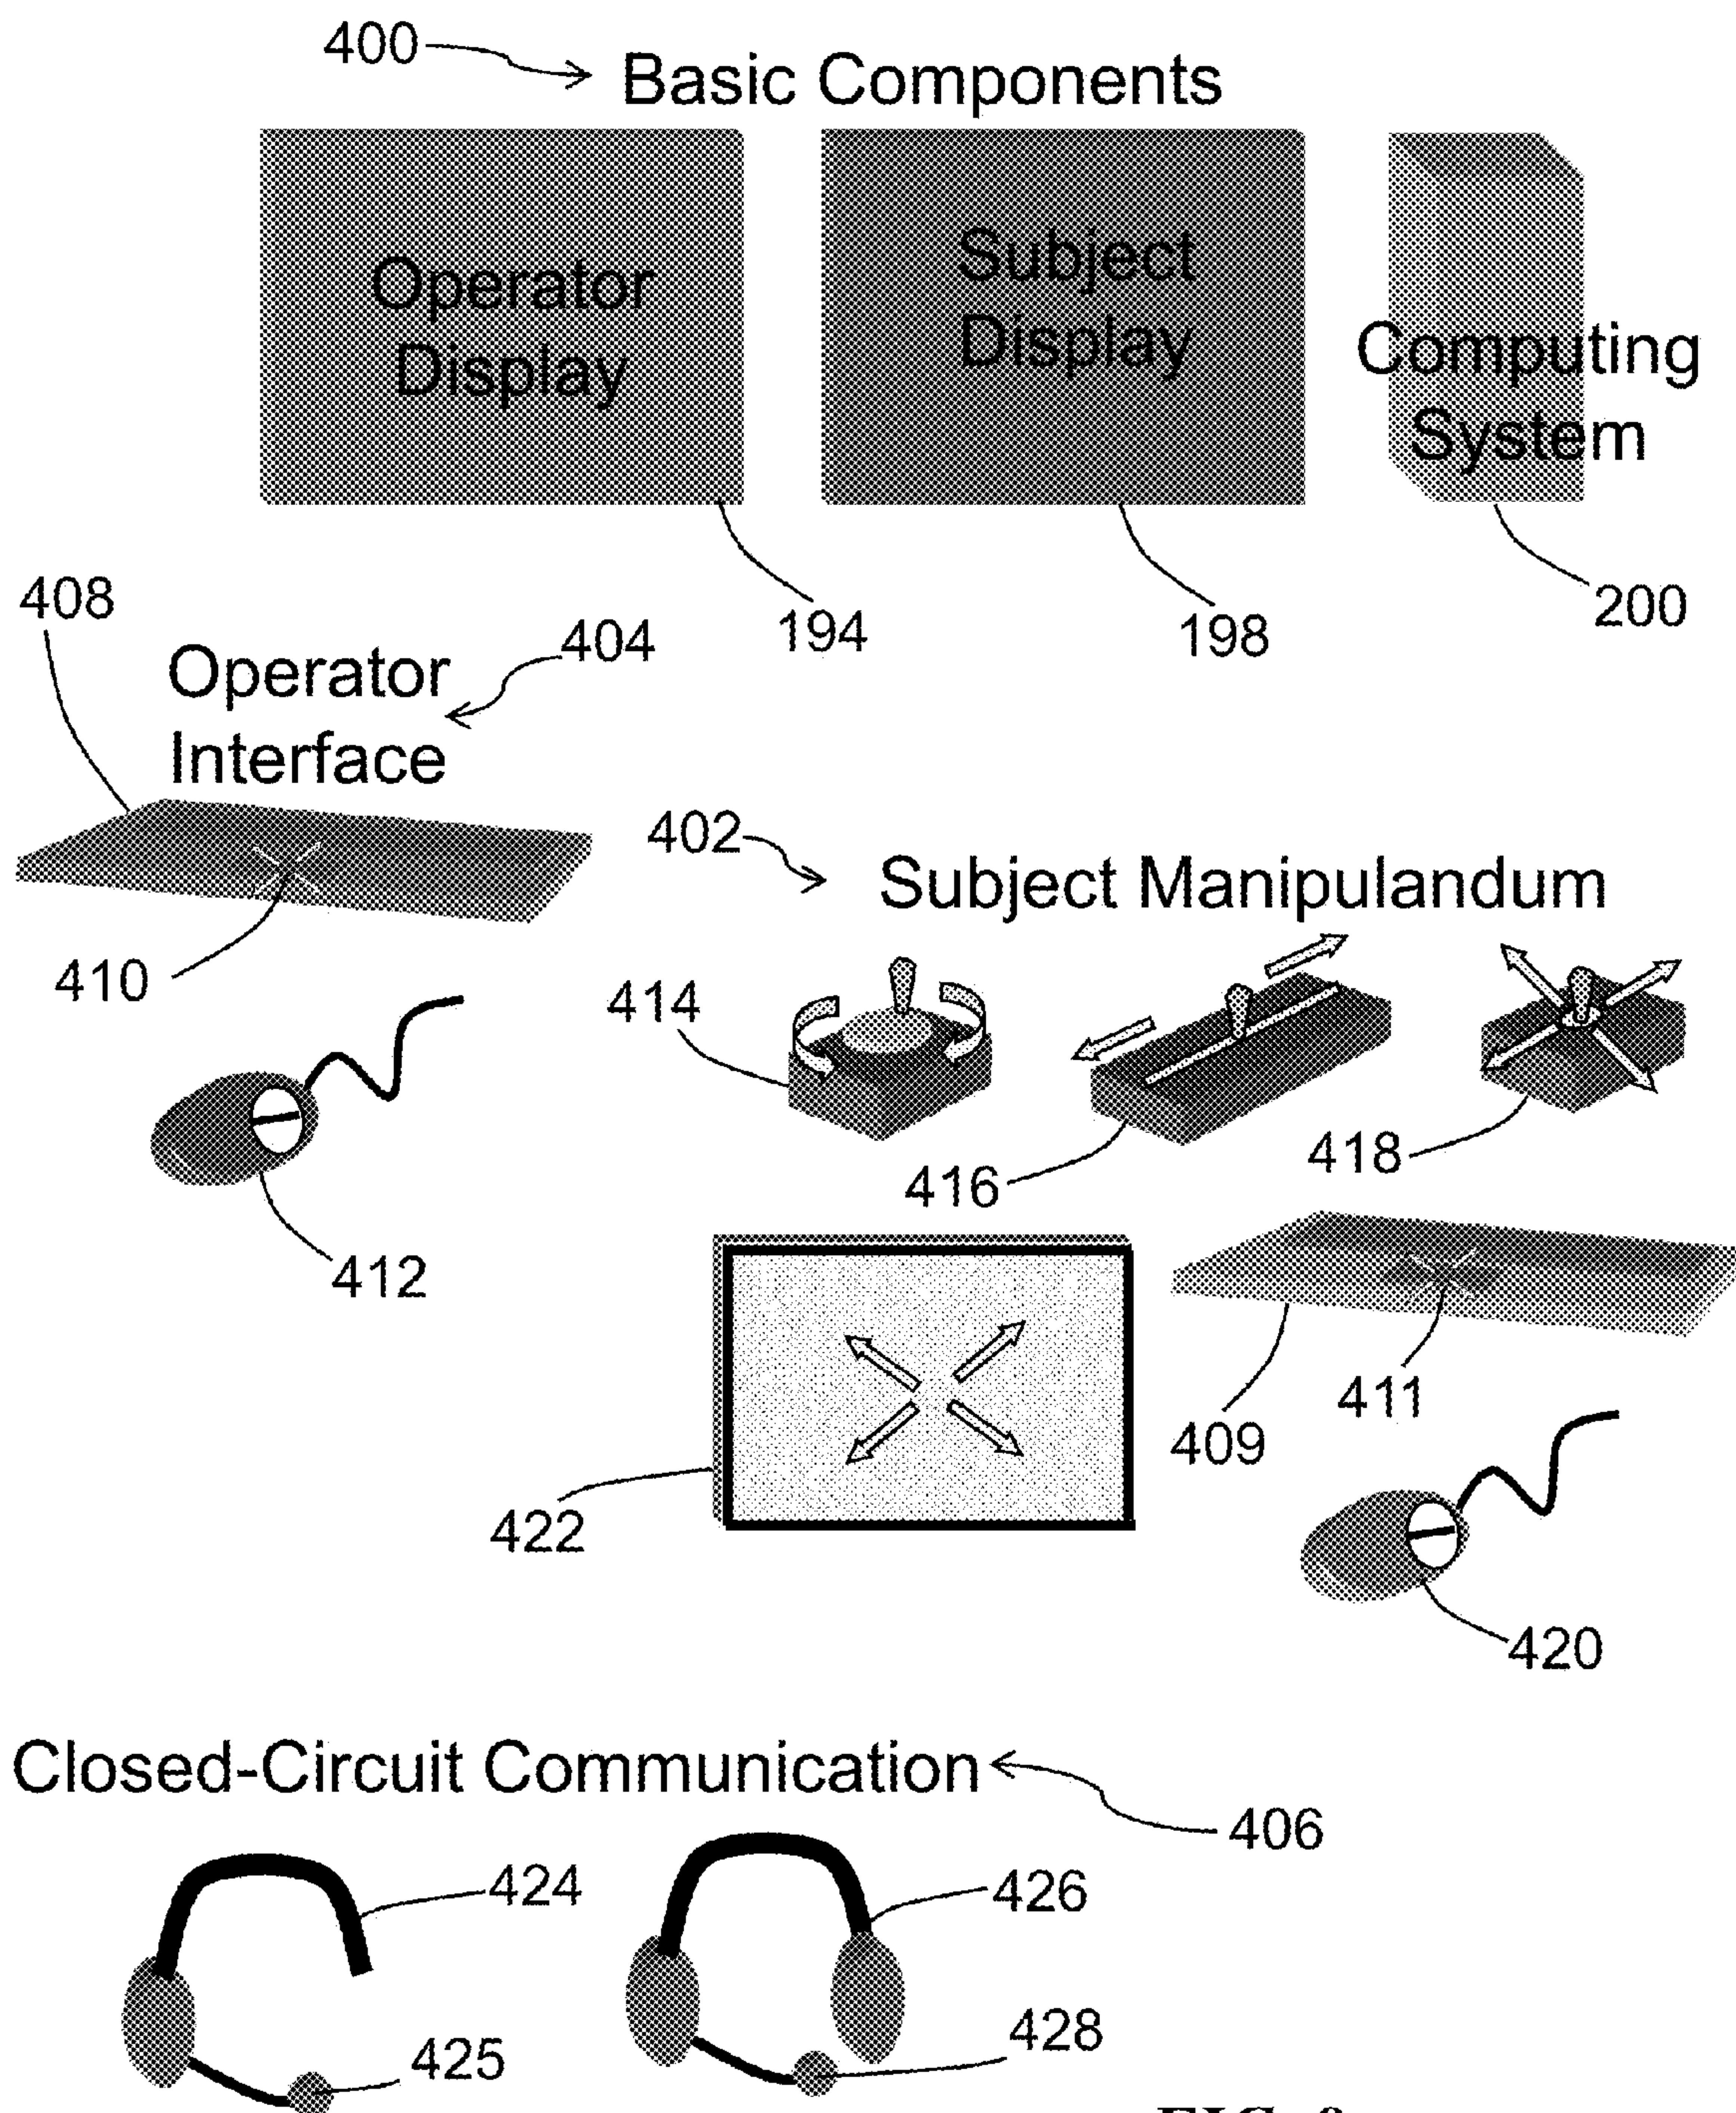 400
Basic Components
Operator
Display
Subject
Display
Computing
System
194
198
200
408
404
Operator
Interface
410
412
402
Subject Manipulandum
414
416
418
422
409
411
420
Closed-Circuit Communication
406
424
426
425
428